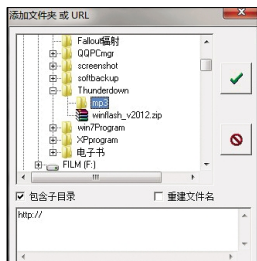 添加文件夹 或 URL
Fallout辐射
QQPCmgr
screenshot
softbackup
Thunderdown
mp3
winflash_v2012.zip
win7Program
XPprogram
电子书
FILM (F:)
包含子目录
重建文件名
http://